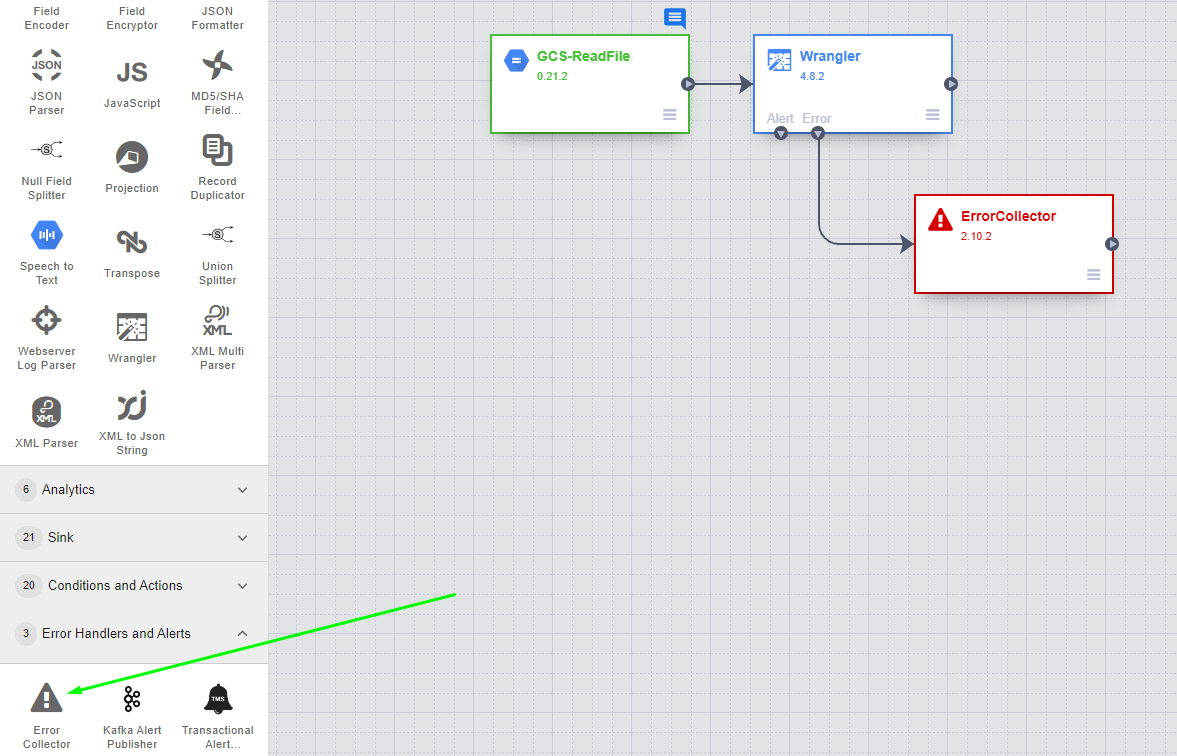 Field
Encoder
Field
Encryptor
JSON
Formatter
JSON
JSON
Parser
JS
JavaScript
MD5/SHA
Field...
S
Null Field
Splitter
Projection
Record
Duplicator
Speech to
Text
Transpose
S
Union
Splitter
Webserver
Log Parser
Wrangler
XML
XML Multi
Parser
XML
XML Parser
XML to Json
String
6 Analytics
21 Sink
20 Conditions and Actions
3 Error Handlers and Alerts
Error
Collector
Kafka Alert
Publisher
TMS
Transactional
Alert...
GCS-ReadFile
0.21.2
Wrangler
4.8.2
Alert Error
ErrorCollector
2.10.2